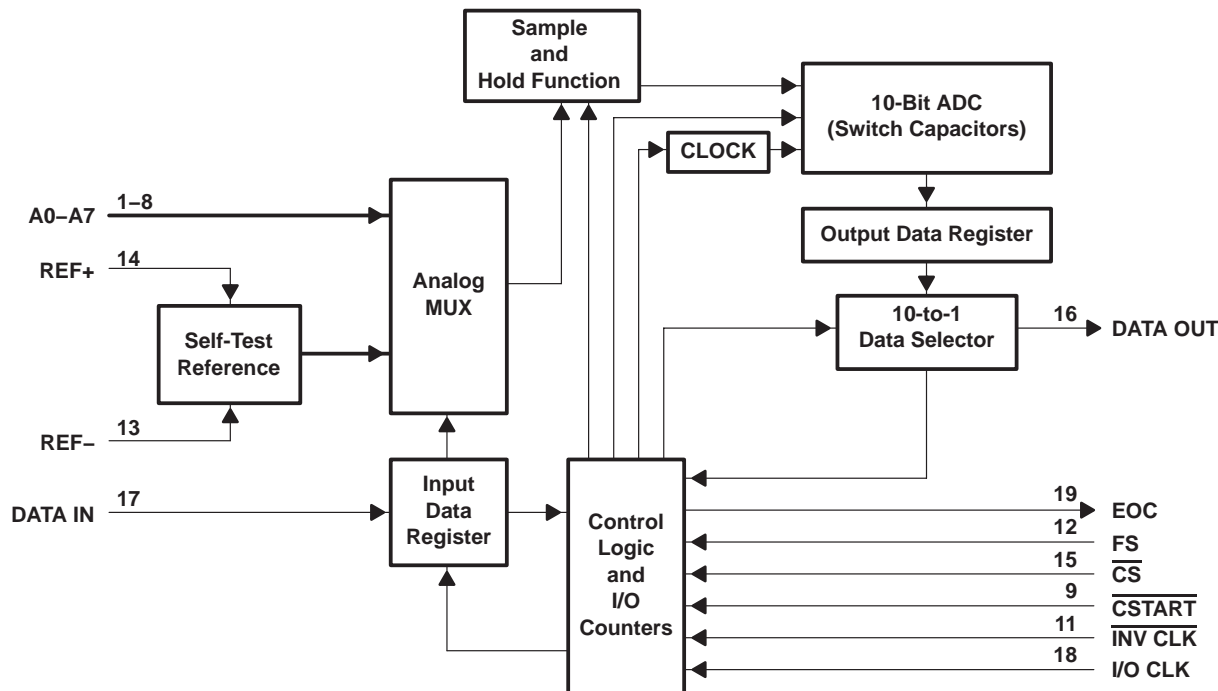 Sample
and
Hold Function
10-Bit ADC
(Switch Capacitors)
CLOCK
A0–A7
1–8
REF+
14
Analog
MUX
Output Data Register
Self-Test
Reference
10-to-1
Data Selector
16
DATA OUT
REF–
13
DATA IN
17
Input
Data
Register
Control
Logic
and
I/O
Counters
19
EOC
12
FS
15
CS
9
CSTART
11
INV CLK
18
I/O CLK